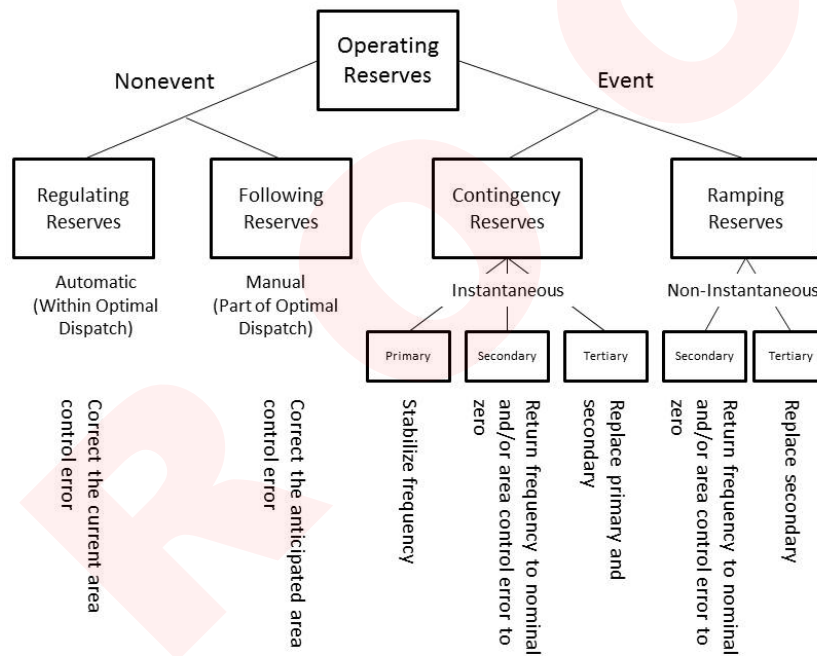 Operating
Reserves
Nonevent
Event
Regulating
Reserves
Following
Reserves
Contingency
Reserves
Ramping
Reserves
Automatic
(Within Optimal
Dispatch)
Manual
(Part of Optimal
Dispatch)
Instantaneous
Non-Instantaneous
Primary
Secondary
Tertiary
Secondary
Tertiary
Correct the current area
control error
Correct the anticipated area
control error
Stabilize frequency
Return frequency to nominal
and/or area control error to
zero
Replace primary and
secondary
Return frequency to nominal
and/or area control error to
zero
Replace secondary
R O O